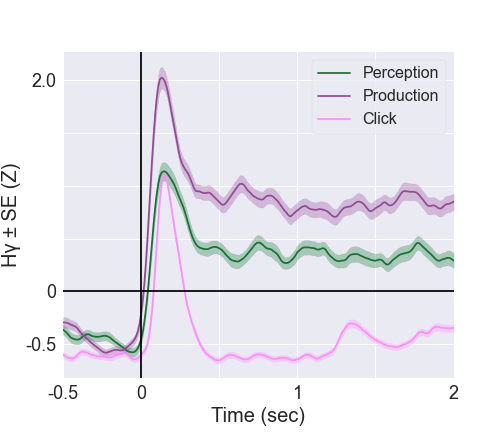 Hγ ± SE (Z)
2.0
0
-0.5
Perception
Production
Click
-0.5 0 1 2
Time (sec)